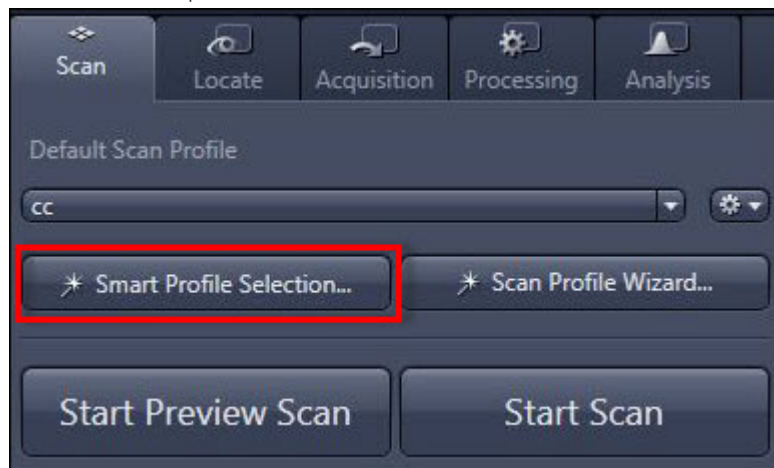 Scan Locate Acquisition Processing Analysis
Default Scan Profile
cc
Smart Profile Selection... Scan Profile Wizard...
Start Preview Scan Start Scan